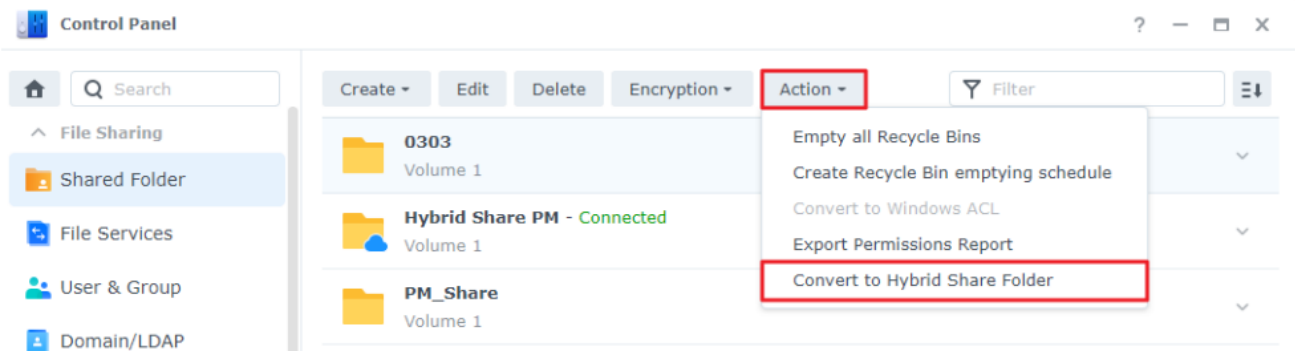 Control Panel
Search
Create Edit Delete Encryption Action Filter
File Sharing
Shared Folder
File Services
User & Group
Domain/LDAP
0303
Volume 1
Hybrid Share PM - Connected
Volume 1
PM_Share
Volume 1
Empty all Recycle Bins
Create Recycle Bin emptying schedule
Convert to Windows ACL
Export Permissions Report
Convert to Hybrid Share Folder